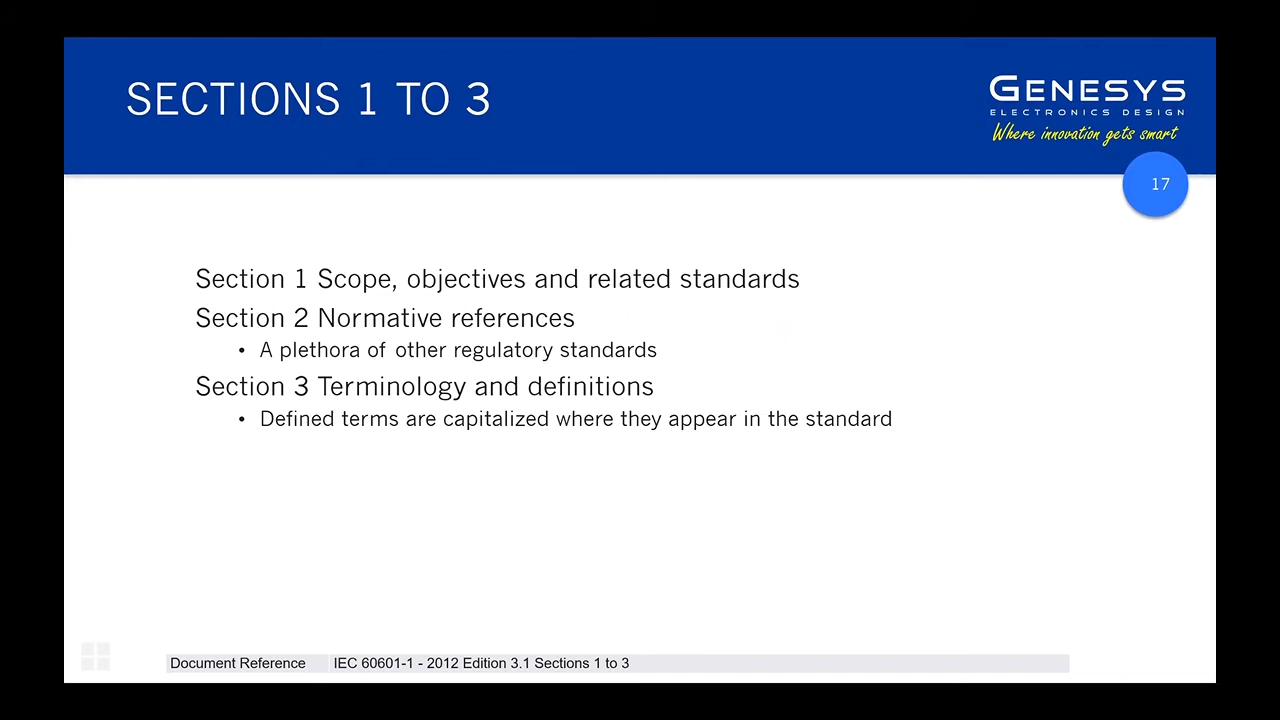 SECTIONS 1 TO 3
GENESYS
ELECTRONICS DESIGN
Where innovation gets smart
17
Section 1 Scope, objectives and related standards
Section 2 Normative references
• A plethora of other regulatory standards
Section 3 Terminology and definitions
• Defined terms are capitalized where they appear in the standard
Document Reference IEC 60601-1 - 2012 Edition 3.1 Sections 1 to 3